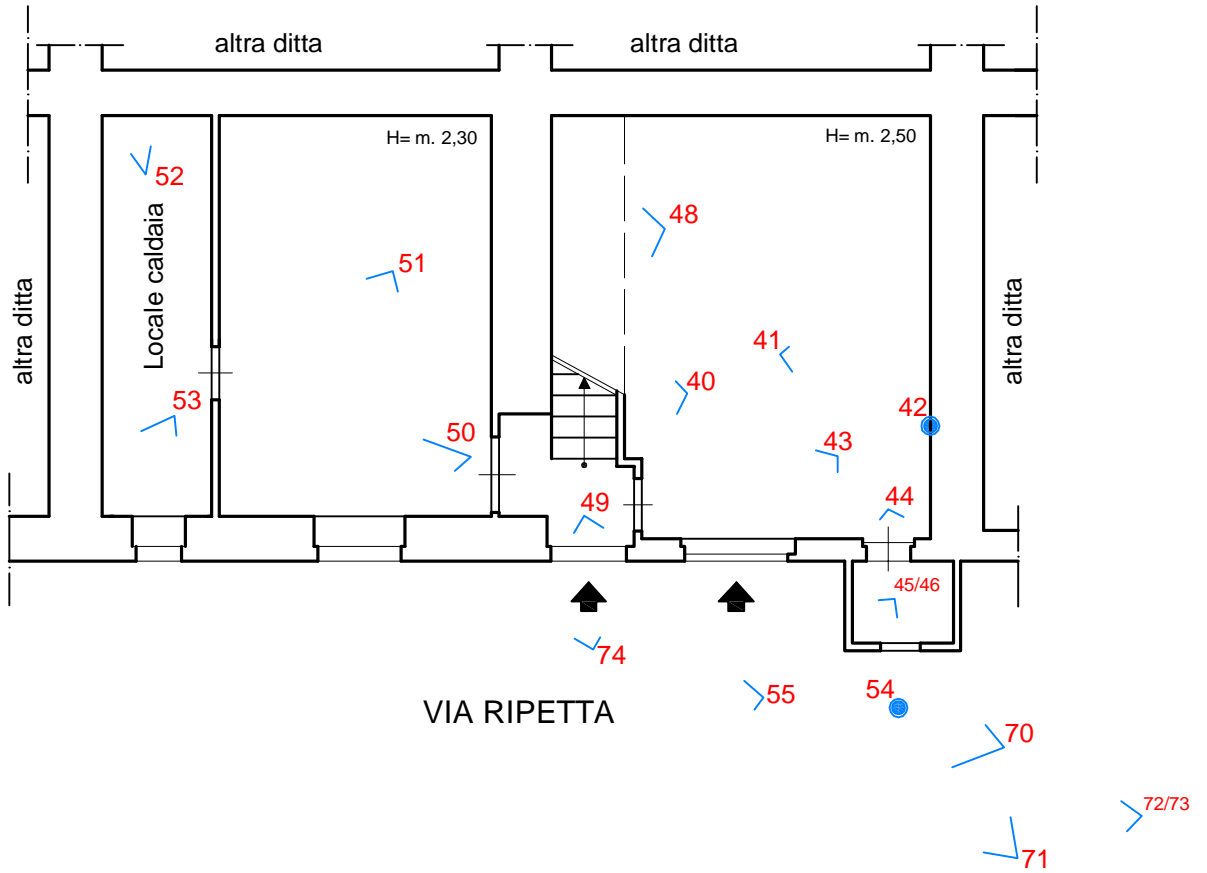 altra ditta
altra ditta
H= m. 2,30
H= m. 2,50
52
Locale caldaia
48
51
altra ditta
altra ditta
41
40
53
42
50
43
49
44
45/46
74
55
54
VIA RIPETTA
70
72/73
71